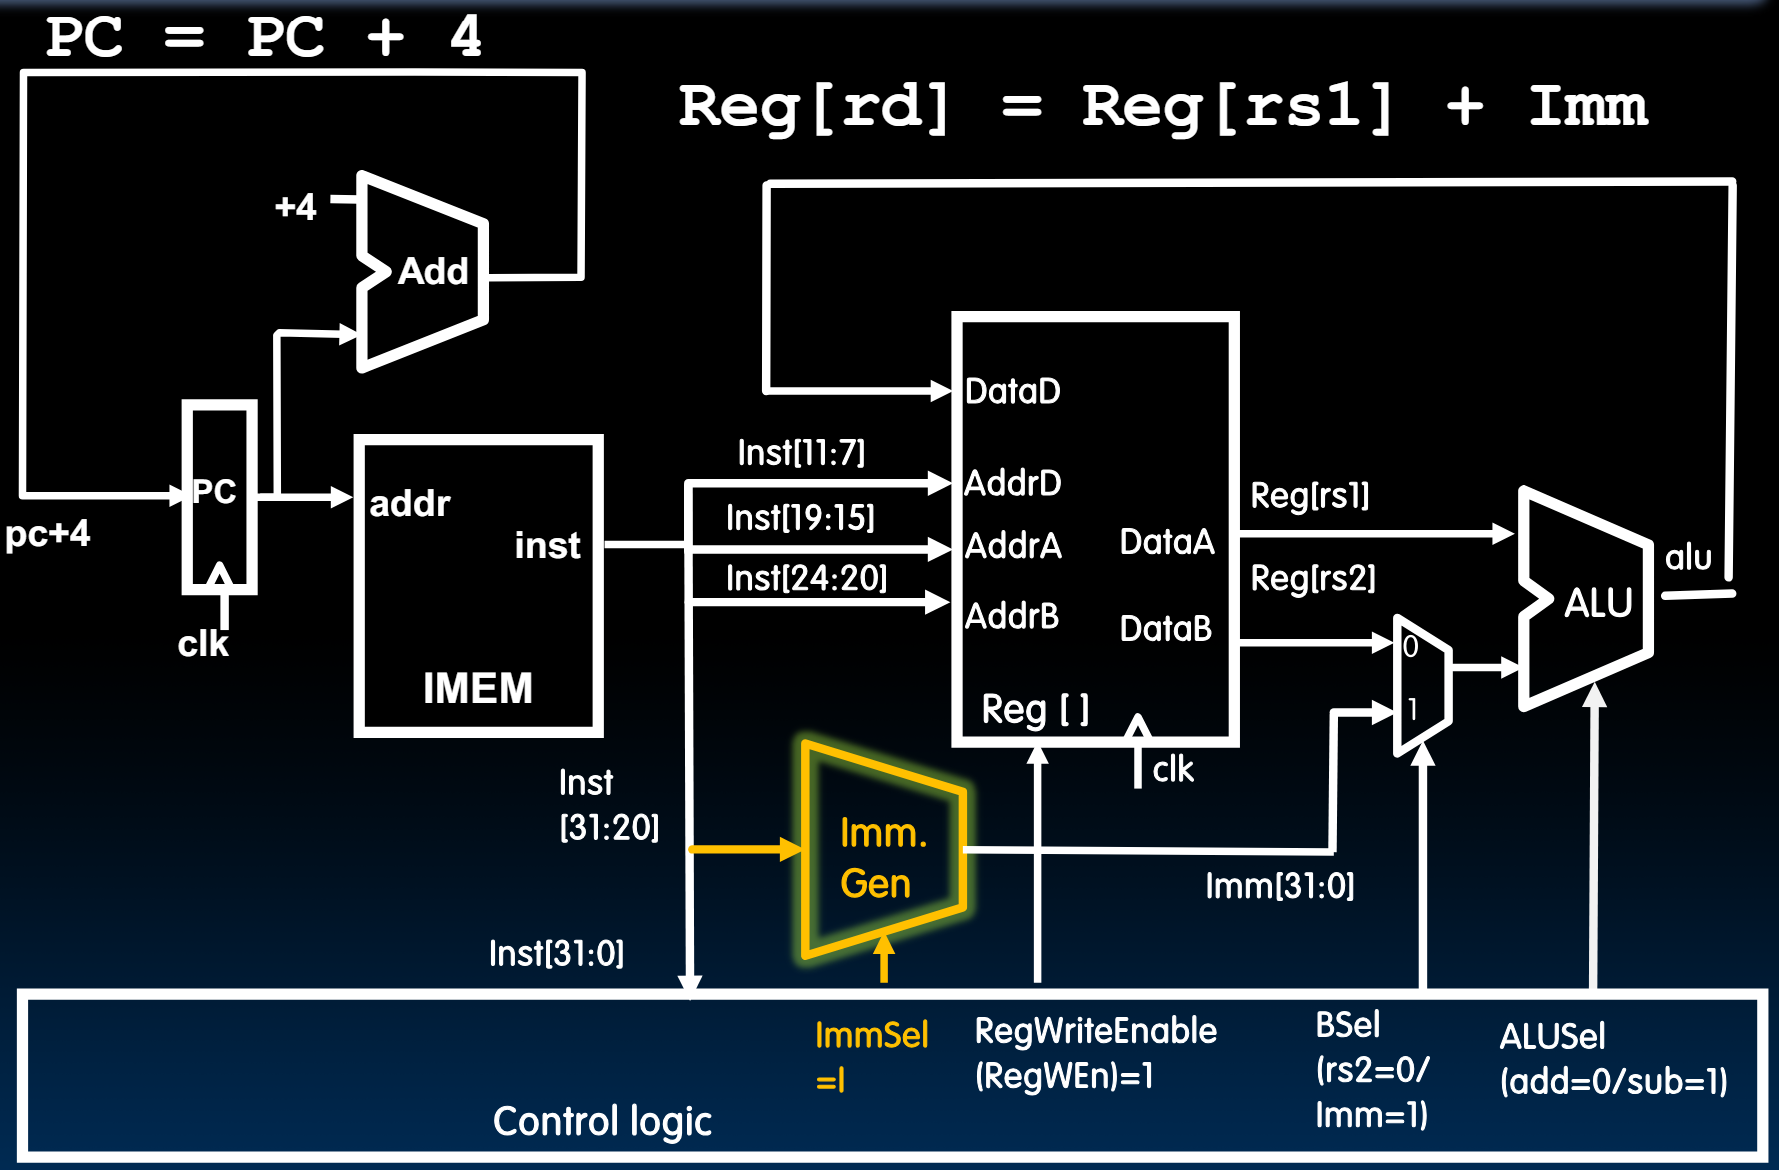 PC = PC + 4
Reg[rd] = Reg[rs1] + Imm
+4
Add
DataD
Inst[11:7]
AddrD
PC
addr
Reg[rs1]
Inst[19:15]
pc+4
inst
AddrA
DataA
alu
Inst[24:20]
Reg[rs2]
ALU
AddrB
DataB
clk
0
IMEM
Reg [ ]
1
clk
Inst
[31:20]
Imm.
Gen
Imm[31:0]
Inst[31:0]
ImmSel
=I
RegWriteEnable
(RegWEn)=1
BSel
(rs2=0/
Imm=1)
ALUSel
(add=0/sub=1)
Control logic